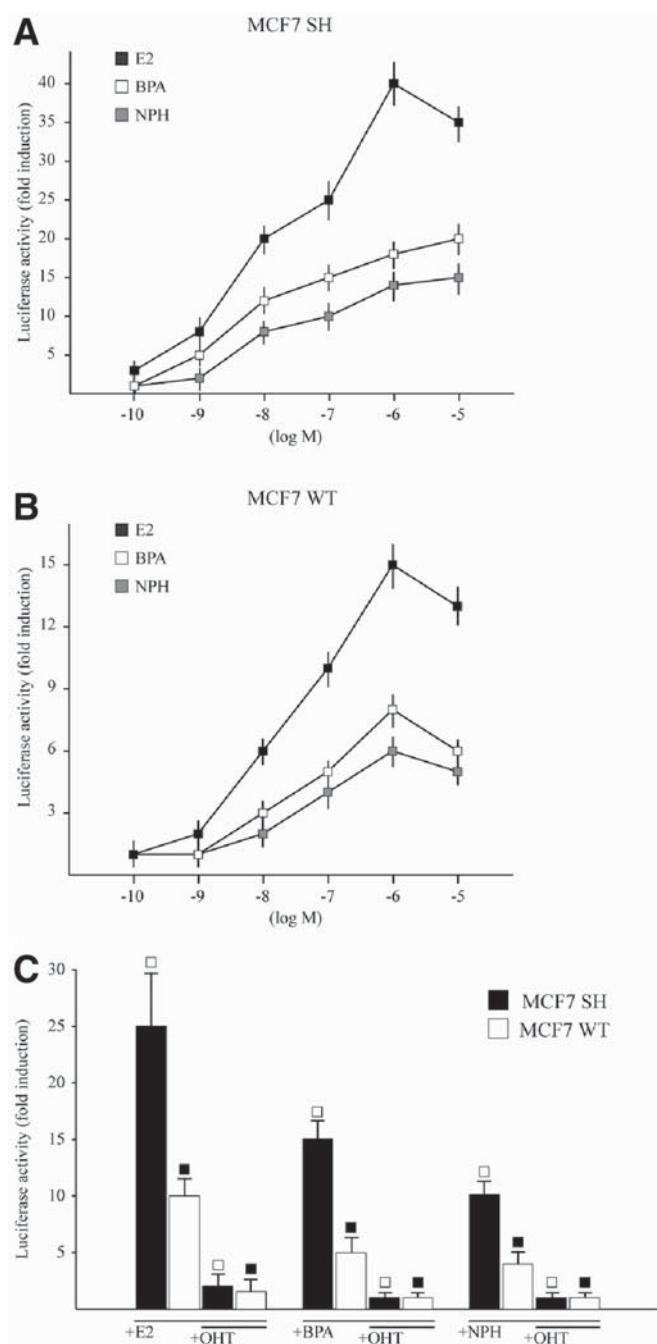 A
MCF7 SH
E2
BPA
NPH
Luciferase activity (fold induction)
40
35
30
25
20
15
10
5
-10 -9 -8 -7 -6 -5
(log M)
B
MCF7 WT
E2
BPA
NPH
Luciferase activity (fold induction)
15
12
9
6
3
-10 -9 -8 -7 -6 -5
(log M)
C
MCF7 SH
MCF7 WT
Luciferase activity (fold induction)
30
25
20
15
10
5
+E2 +OHT +BPA +OHT +NPH +OHT